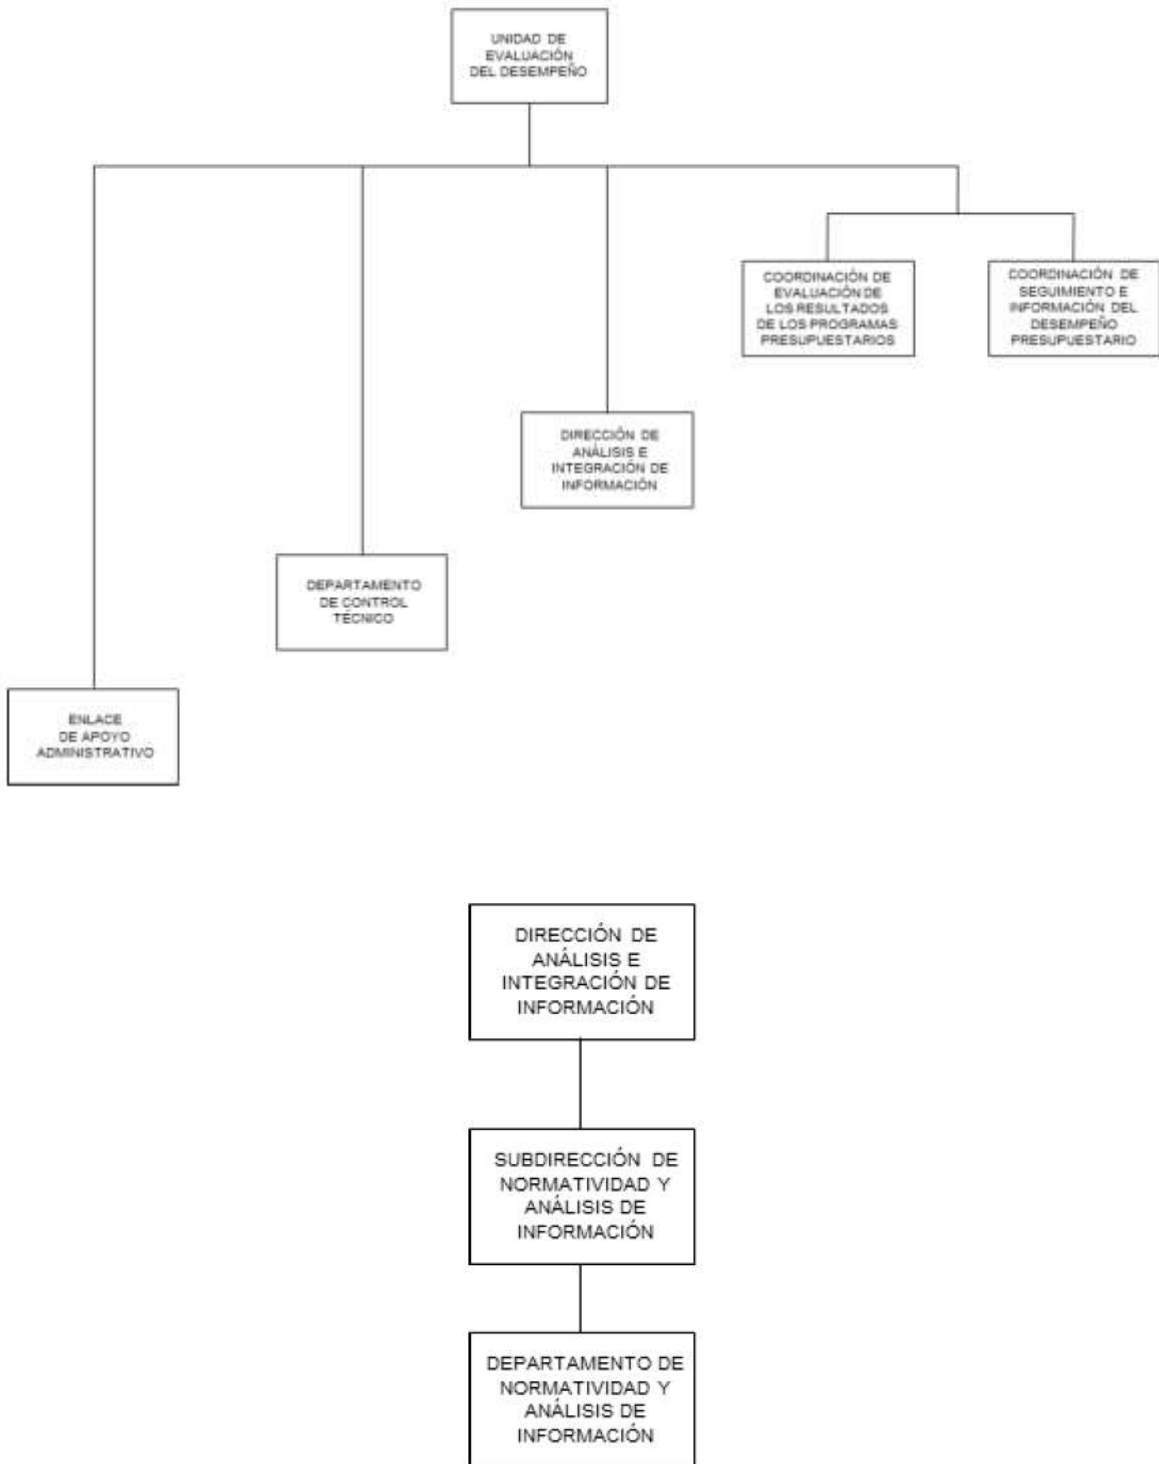 UNIDAD DE
EVALUACIÓN
DEL DESEMPEÑO
COORDINACIÓN DE
EVALUACIÓN DE
LOS RESULTADOS
DE LOS PROGRAMAS
PRESUPUESTARIOS
COORDINACIÓN DE
SEGUIMIENTO E
INFORMACIÓN DEL
DESEMPEÑO
PRESUPUESTARIO
DIRECCIÓN DE
ANÁLISIS E
INTEGRACIÓN DE
INFORMACIÓN
DEPARTAMENTO
DE CONTROL
TÉCNICO
ENLACE
DE APOYO
ADMINISTRATIVO
DIRECCIÓN DE
ANÁLISIS E
INTEGRACIÓN DE
INFORMACIÓN
SUBDIRECCIÓN DE
NORMATIVIDAD Y
ANÁLISIS DE
INFORMACIÓN
DEPARTAMENTO DE
NORMATIVIDAD Y
ANÁLISIS DE
INFORMACIÓN